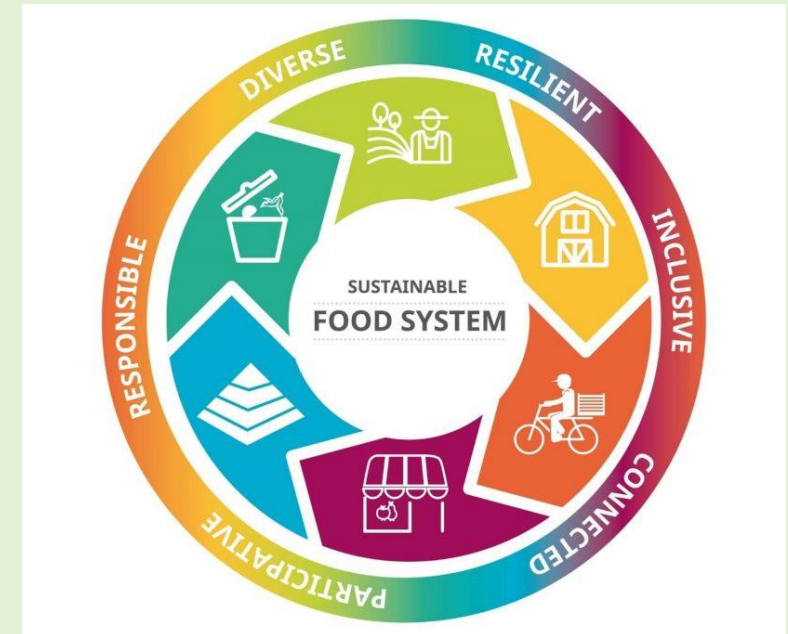 DIVERSE
RESILIENT
INCLUSIVE
CONNECTED
PARTICIPATIVE
RESPONSIBLE
SUSTAINABLE
FOOD SYSTEM